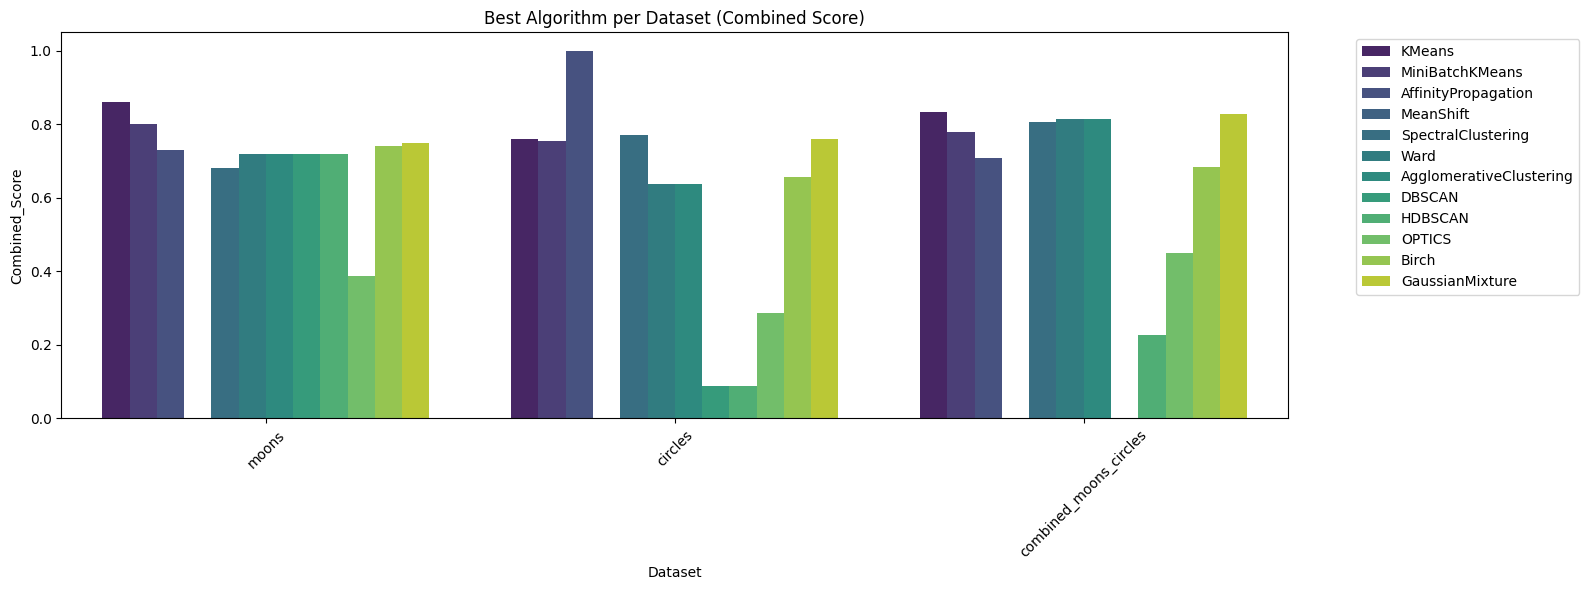 Best Algorithm per Dataset (Combined Score)
Combined_Score
1.0
0.8
0.6
0.4
0.2
0.0
moons
circles
combined_moons_circles
Dataset
KMeans
MiniBatchKMeans
AffinityPropagation
MeanShift
SpectralClustering
Ward
AgglomerativeClustering
DBSCAN
HDBSCAN
OPTICS
Birch
GaussianMixture